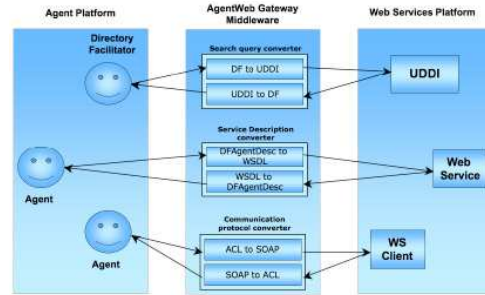 Agent Platform
AgentWeb Gateway
Middleware
Web Services Platform
Directory
Facilitator
Search query converter
DF to UDDI
UDDI to DF
UDDI
Service Description
converter
DFAgentDesc to
WSDL
WSDL to
DFAgentDesc
Web
Service
Agent
Communication
protocol converter
ACL to SOAP
SOAP to ACL
WS
Client
Agent